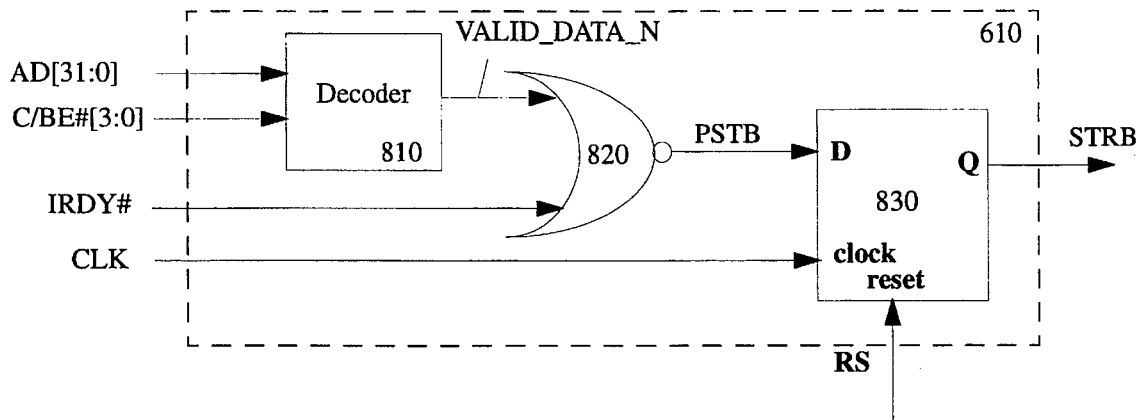 VALID_DATA_N
610
AD[31:0]
C/BE#[3:0]
Decoder
810
820
PSTB
D
Q
STRB
830
IRDY#
CLK
clock
reset
RS